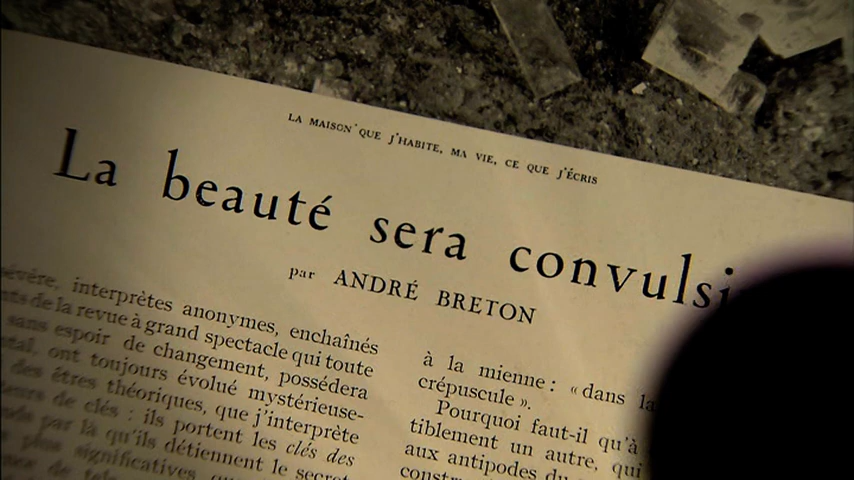 LA MAISON QUE J'HABITE, MA VIE, CE QUE J'ÉCRIS
La beauté sera convulsi
par ANDRÉ BRETON
sévère, interprètes anonymes, enchaînés
de la revue à grand spectacle qui toute
sans espoir de changement, possédera
ont toujours évolué mystérieuse-
des êtres théoriques, que j'interprète
de clés : ils portent les clés des
par là qu'ils détiennent le secret
plus significatives
à la mienne : « dans la
crépuscule ».
Pourquoi faut-il qu'à
tiblement un autre, qui
aux antipodes du